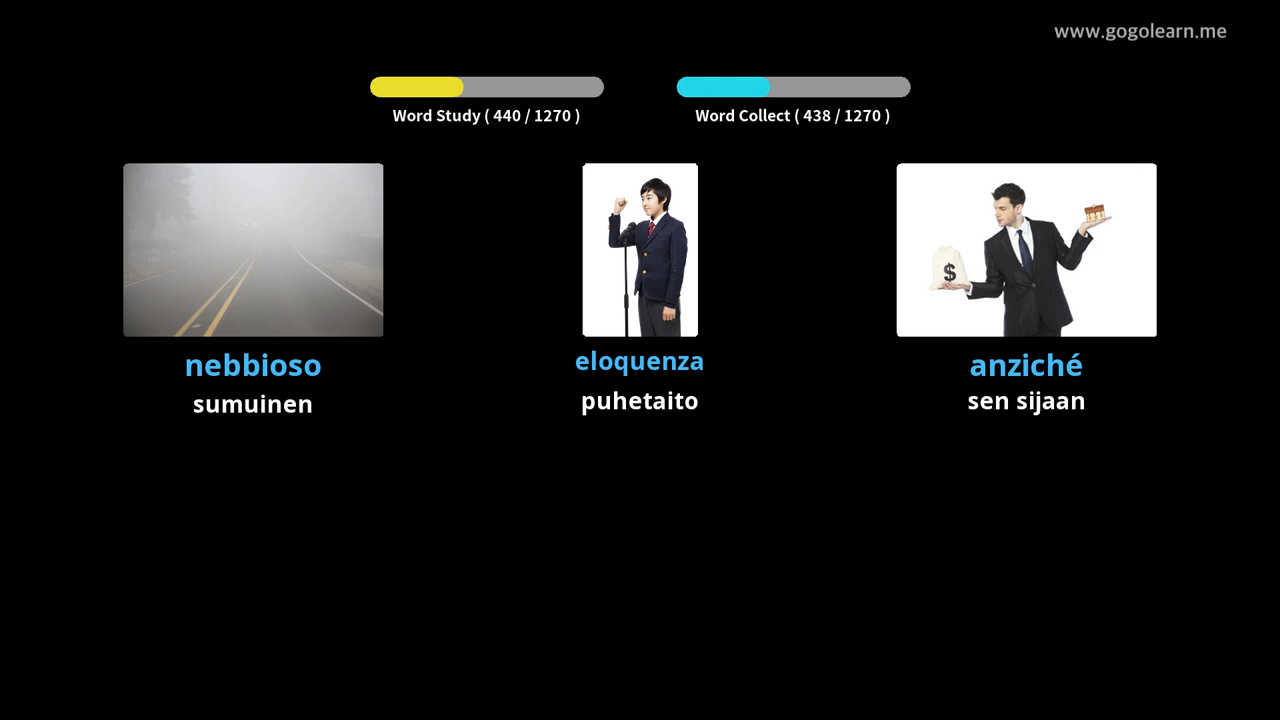 www.gogolearn.me
Word Study ( 440 / 1270 )
Word Collect ( 438 / 1270 )
nebbioso
sumuinen
eloquenza
puhetaito
anziché
sen sijaan
$